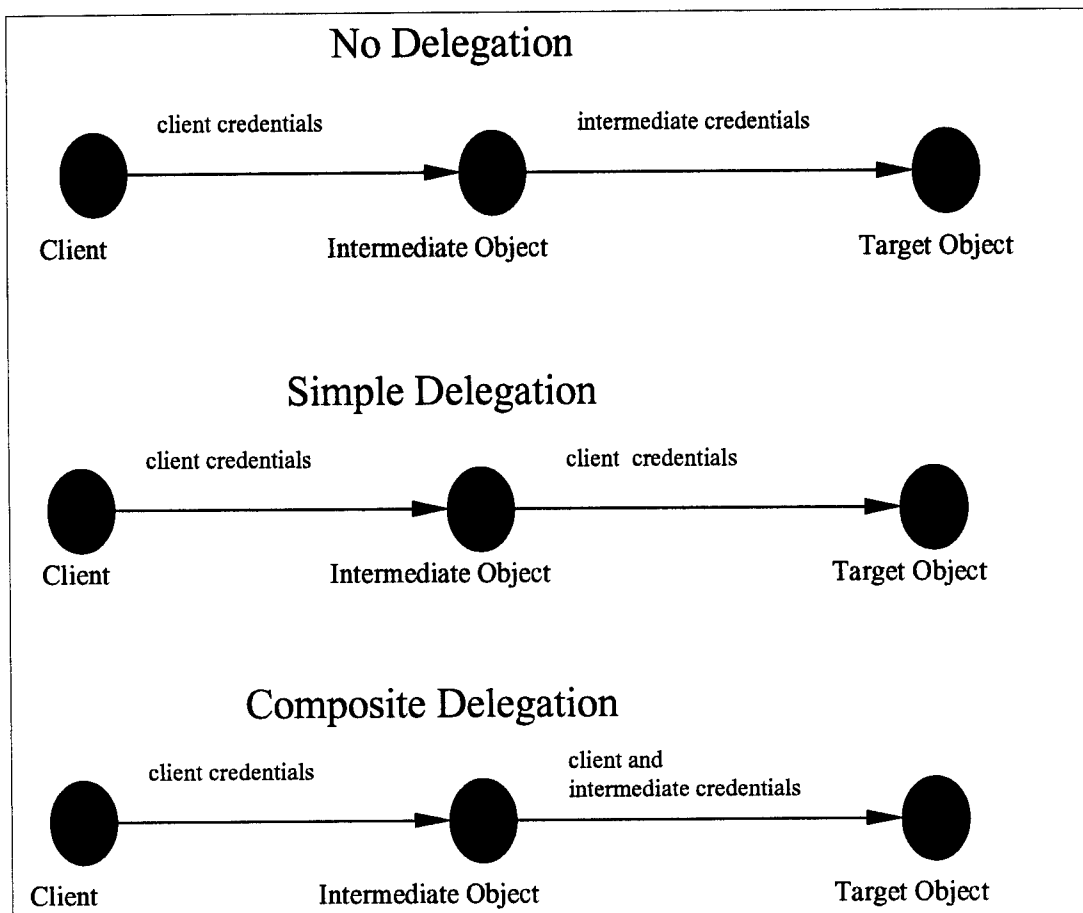 No Delegation
client credentials
intermediate credentials
Client
Intermediate Object
Target Object
Simple Delegation
client credentials
client credentials
Client
Intermediate Object
Target Object
Composite Delegation
client credentials
client and
intermediate credentials
Client
Intermediate Object
Target Object